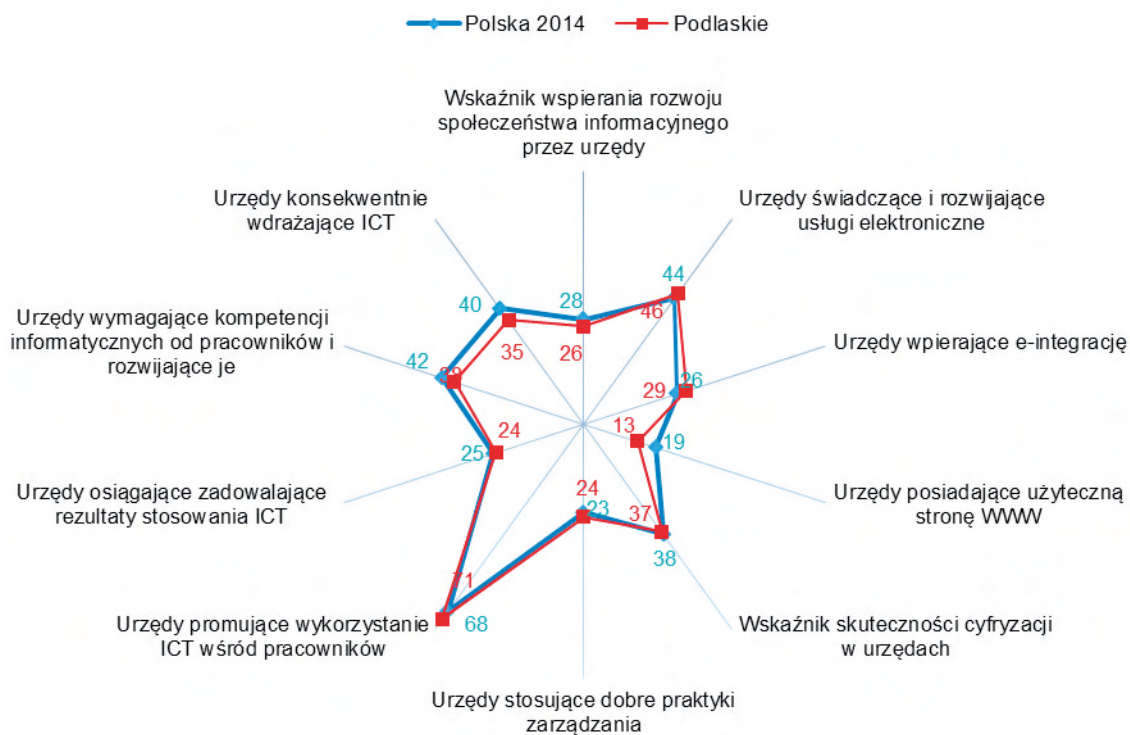 Polska 2014
Podlaskie
Wskaźnik wspierania rozwoju
społeczeństwa informacyjnego
przez urzędy
Urzędy konsekwentnie
wdrażające ICT
Urzędy świadczące i rozwijające
usługi elektroniczne
44
40
28
46
35
26
Urzędy wymagające kompetencji
informatycznych od pracowników i
rozwijające je
Urzędy wpierające e-integrację
42
26
29
13
24
19
25
Urzędy osiągające zadowalające
rezultaty stosowania ICT
Urzędy posiadające użyteczną
stronę WWW
24
23
37
38
71
68
Urzędy promujące wykorzystanie
ICT wśród pracowników
Wskaźnik skuteczności cyfryzacji
w urzędach
Urzędy stosujące dobre praktyki
zarządzania